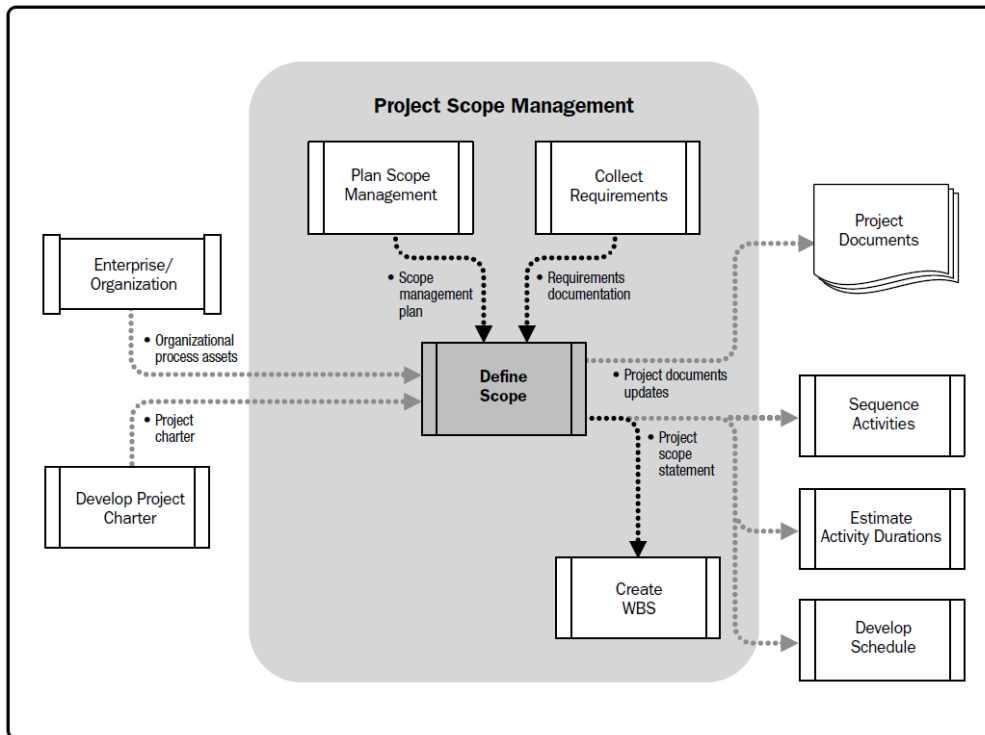 Project Scope Management
Plan Scope
Management
Collect
Requirements
Project
Documents
Enterprise/
Organization
• Scope
management
plan
• Requirements
documentation
• Organizational
process assets
Define
Scope
• Project documents
updates
• Project
charter
• Project
scope
statement
Sequence
Activities
Develop Project
Charter
Estimate
Activity Durations
Create
WBS
Develop
Schedule